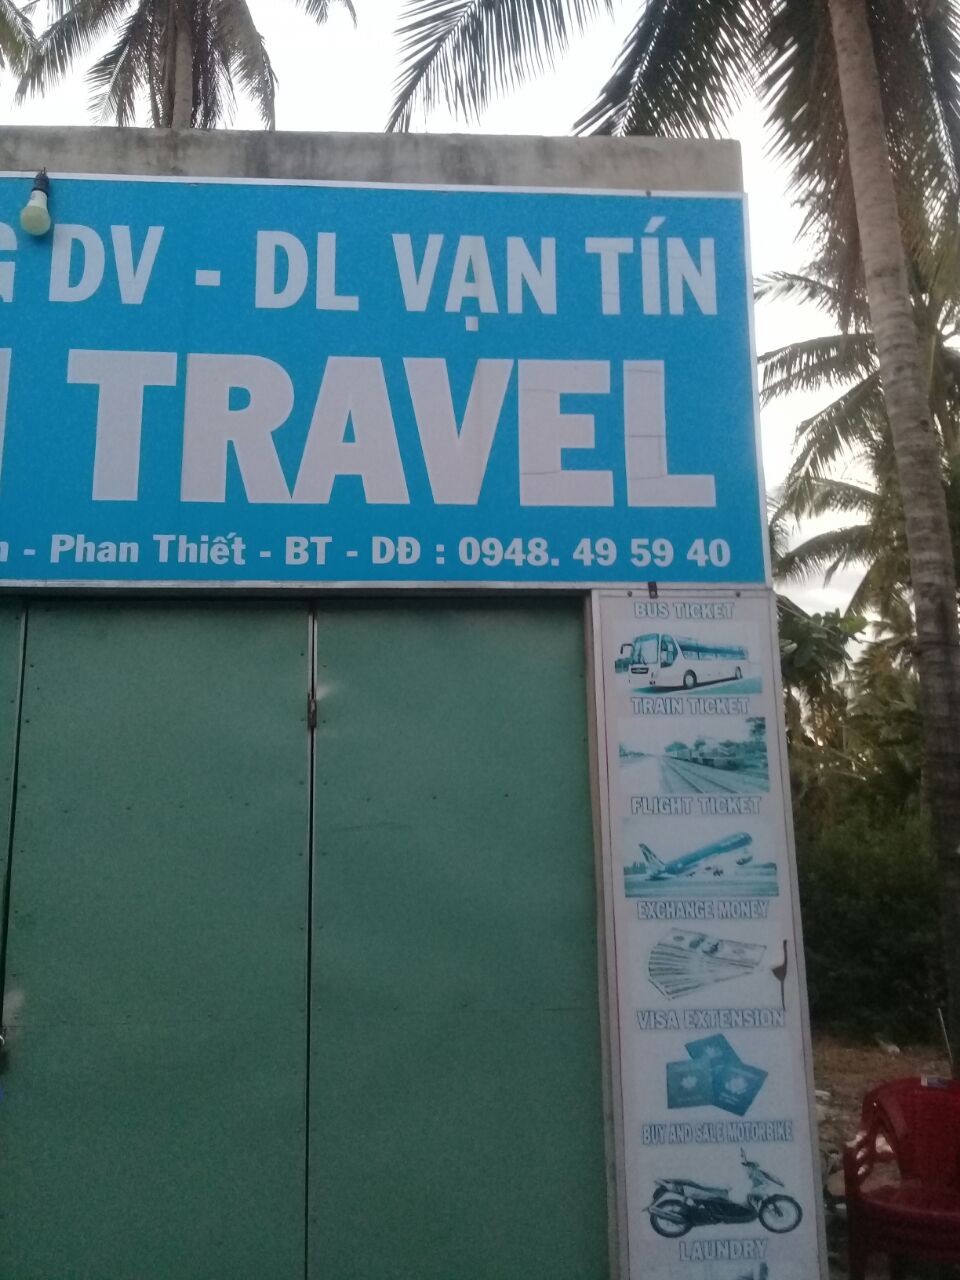 DV - DL VẠN TÍN
TRAVEL
- Phan Thiết - BT - DĐ : 0948. 49 59 40
BUS TICKET
TRAIN TICKET
FLIGHT TICKET
EXCHANGE MONEY
VISA EXTENSION
BUY AND SALE MOTORBIKE
LAUNDRY